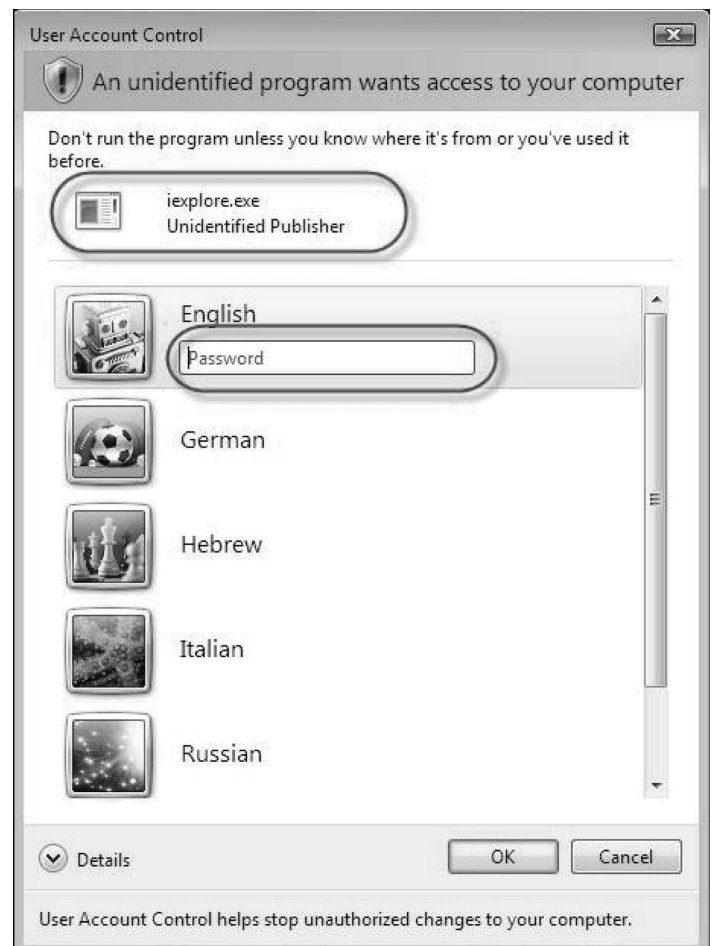 User Account Control
An unidentified program wants access to your computer
Don't run the program unless you know where it's from or you've used it
before.
iexplore.exe
Unidentified Publisher
English
Password
German
Hebrew
Italian
Russian
Details
OK
Cancel
User Account Control helps stop unauthorized changes to your computer.